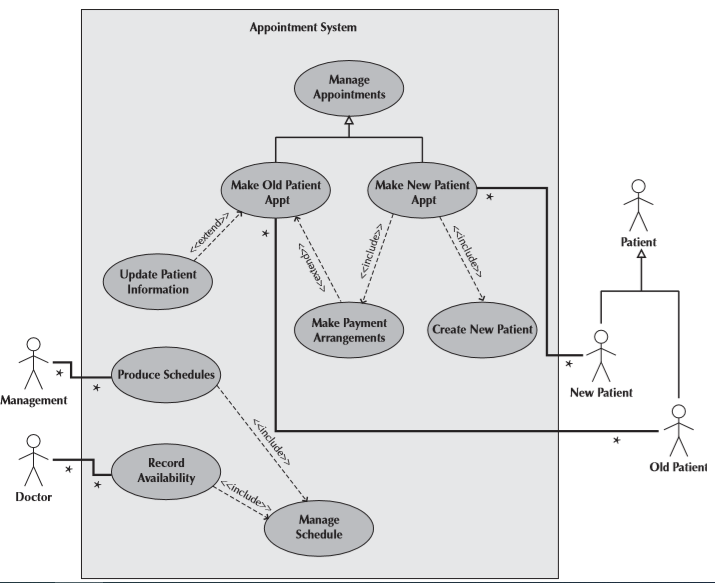 Appointment System
Manage
Appointments
Make Old Patient
Appt
Make New Patient
Appt
*
*
<<extend>>
<<extend>>
<<include>>
<<include>>
Patient
Update Patient
Information
Make Payment
Arrangements
Create New Patient
Management
*
*
Produce Schedules
*
New Patient
<<include>>
*
Old Patient
Doctor
*
*
Record
Availability
<<include>>
Manage
Schedule